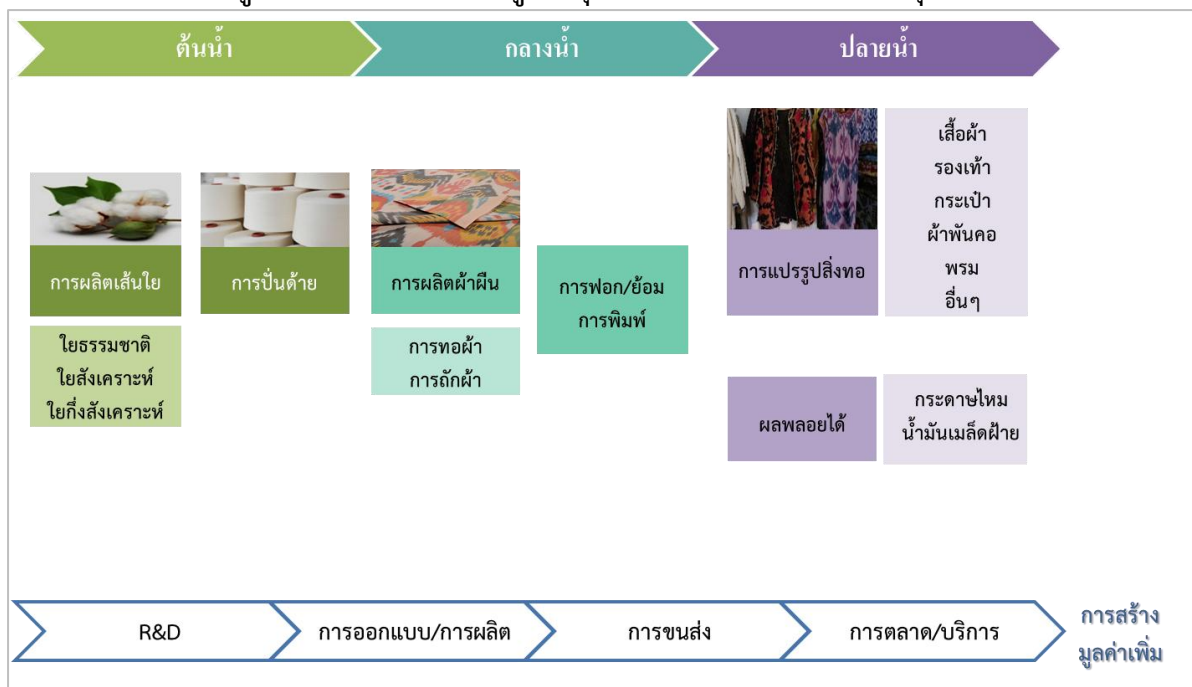 ต้นน้ำ
กลางน้ำ
ปลายน้ำ
การผลิตเส้นใย
ใยธรรมชาติ
ใยสังเคราะห์
ใยกึ่งสังเคราะห์
การปั่นด้าย
การผลิตผ้าผืน
การทอผ้า
การถักผ้า
การฟอก/ย้อม
การพิมพ์
การแปรรูปสิ่งทอ
เสื้อผ้า
รองเท้า
กระเป๋า
ผ้าพันคอ
พรม
อื่นๆ
ผลพลอยได้
กระดาษไหม
น้ำมันเมล็ดฝ้าย
R&D
การออกแบบ/การผลิต
การขนส่ง
การตลาด/บริการ
การสร้าง
มูลค่าเพิ่ม